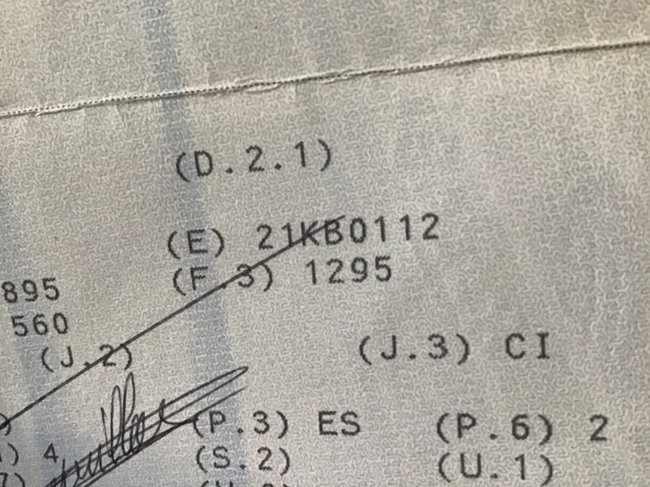 (D.2.1)
(E) 21KB0112
895 (F.3) 1295
560
(J.2) (J.3) CI
(P.3) ES (P.6) 2
4 (S.2) (U.1)